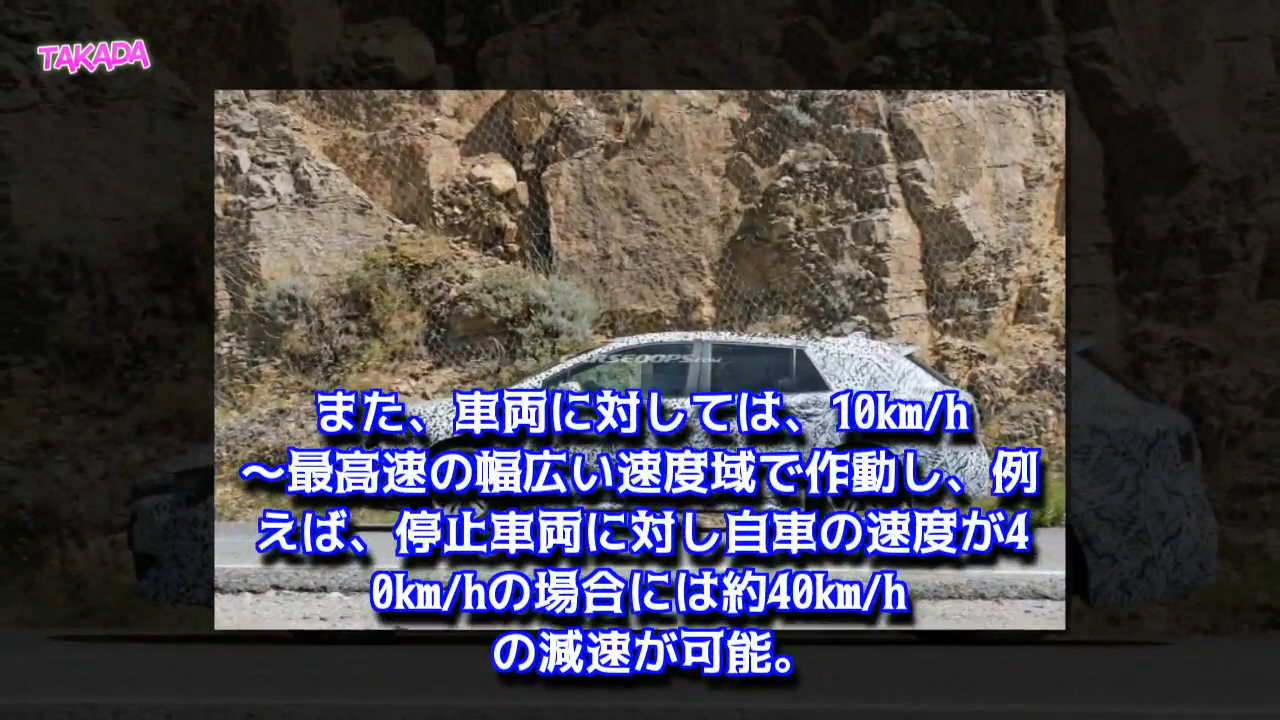 TAKADA
CARSCOOPS.COM
また、車両に対しては、10km/h
～最高速の幅広い速度域で作動し、例
えば、停止車両に対し自車の速度が4
0km/hの場合には約40km/h
の減速が可能。